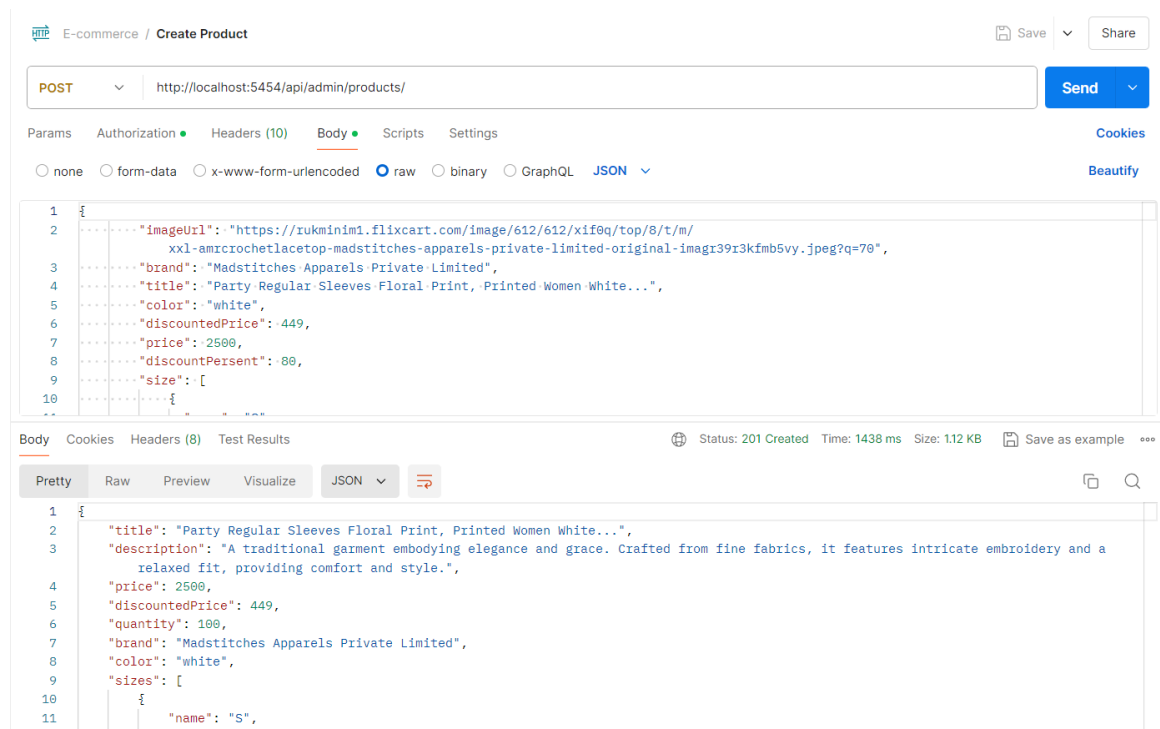 HTTP E-commerce / Create Product Save Share
POST http://localhost:5454/api/admin/products/ Send
Params Authorization Headers (10) Body Scripts Settings Cookies
none form-data x-www-form-urlencoded raw binary GraphQL JSON Beautify
1 {
2 "imageUrl": "https://rukminim1.flixcart.com/image/612/612/xif0q/top/8/t/m/
xxl-amrcrochetlacetop-madstitches-apparels-private-limited-original-imagr39r3kfmb5vy.jpeg?q=70",
3 "brand": "Madstitches Apparels Private Limited",
4 "title": "Party Regular Sleeves Floral Print, Printed Women White...",
5 "color": "white",
6 "discountedPrice": 449,
7 "price": 2500,
8 "discountPersent": 80,
9 "size": [
10 {
Body Cookies Headers (8) Test Results Status: 201 Created Time: 1438 ms Size: 1.12 KB Save as example
Pretty Raw Preview Visualize JSON
1 {
2 "title": "Party Regular Sleeves Floral Print, Printed Women White...",
3 "description": "A traditional garment embodying elegance and grace. Crafted from fine fabrics, it features intricate embroidery and a
relaxed fit, providing comfort and style.",
4 "price": 2500,
5 "discountedPrice": 449,
6 "quantity": 100,
7 "brand": "Madstitches Apparels Private Limited",
8 "color": "white",
9 "sizes": [
10 {
11 "name": "S",